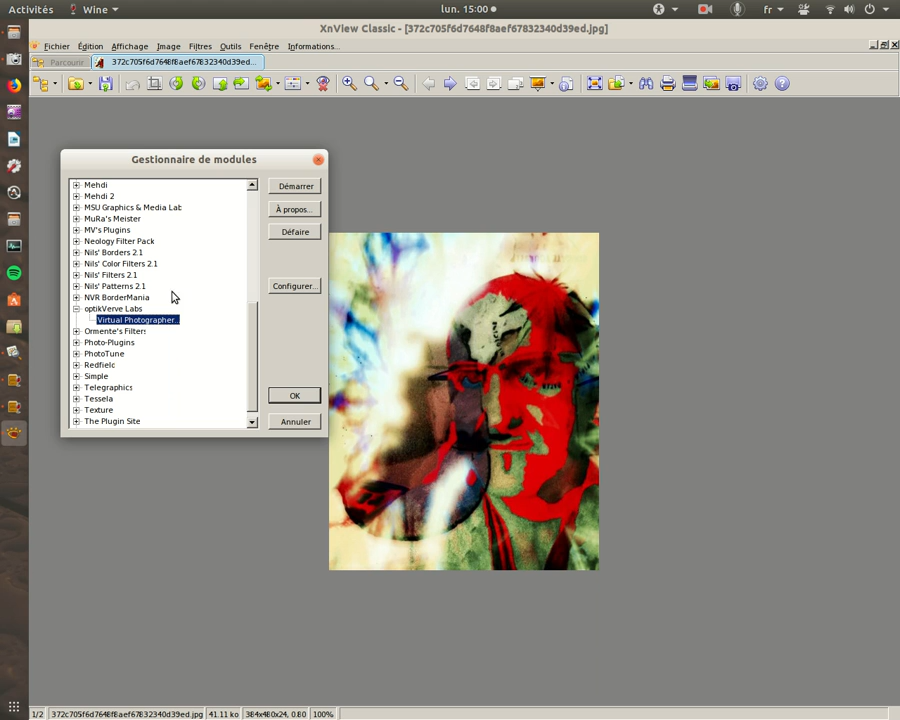 Activités Wine lun. 15:00 fr
XnView Classic - [372c705f6d7648f8aef67832340d39ed.jpg]
Fichier Édition Affichage Image Filtres Outils Fenêtre Informations...
Parcourir 372c705f6d7648f8aef67832340d39ed...
Gestionnaire de modules
Mehdi
Mehdi 2
MSU Graphics & Media Lab
MuRa's Meister
MV's Plugins
Neology Filter Pack
Nils' Borders 2.1
Nils' Color Filters 2.1
Nils' Filters 2.1
Nils' Patterns 2.1
NVR BorderMania
optikVerve Labs
Virtual Photographer...
Ormente's Filters
Photo-Plugins
PhotoTune
Redfield
Simple
Telegraphics
Tessela
Texture
The Plugin Site
Démarrer
À propos...
Défaire
Configurer...
OK
Annuler
1/2 372c705f6d7648f8aef67832340d39ed.jpg 41.11 ko 384x480x24, 0.80 100%